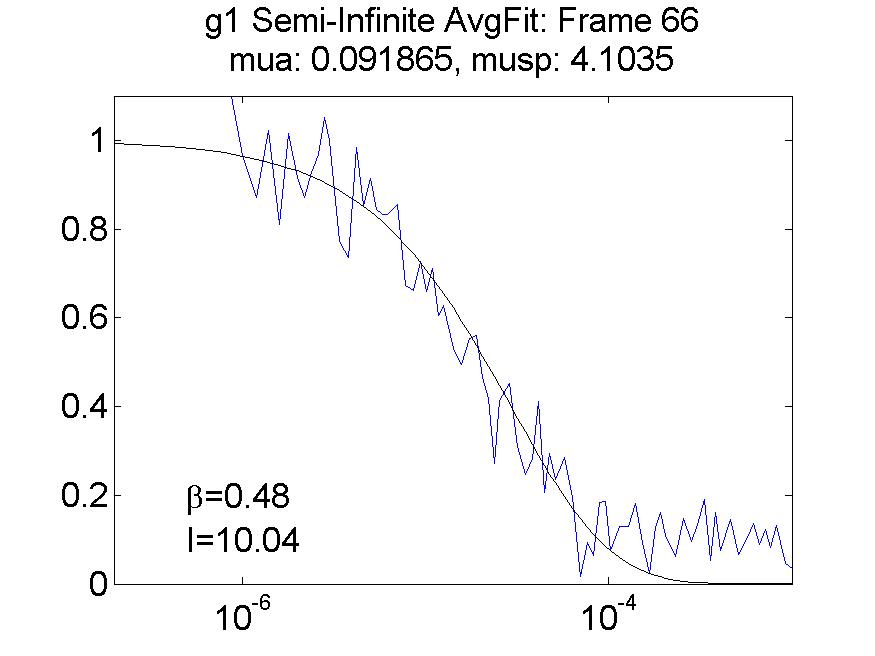 g1 Semi-Infinite AvgFit: Frame 66
mua: 0.091865, musp: 4.1035
1
0.8
0.6
0.4
0.2
0
β=0.48
I=10.04
10^-6
10^-4